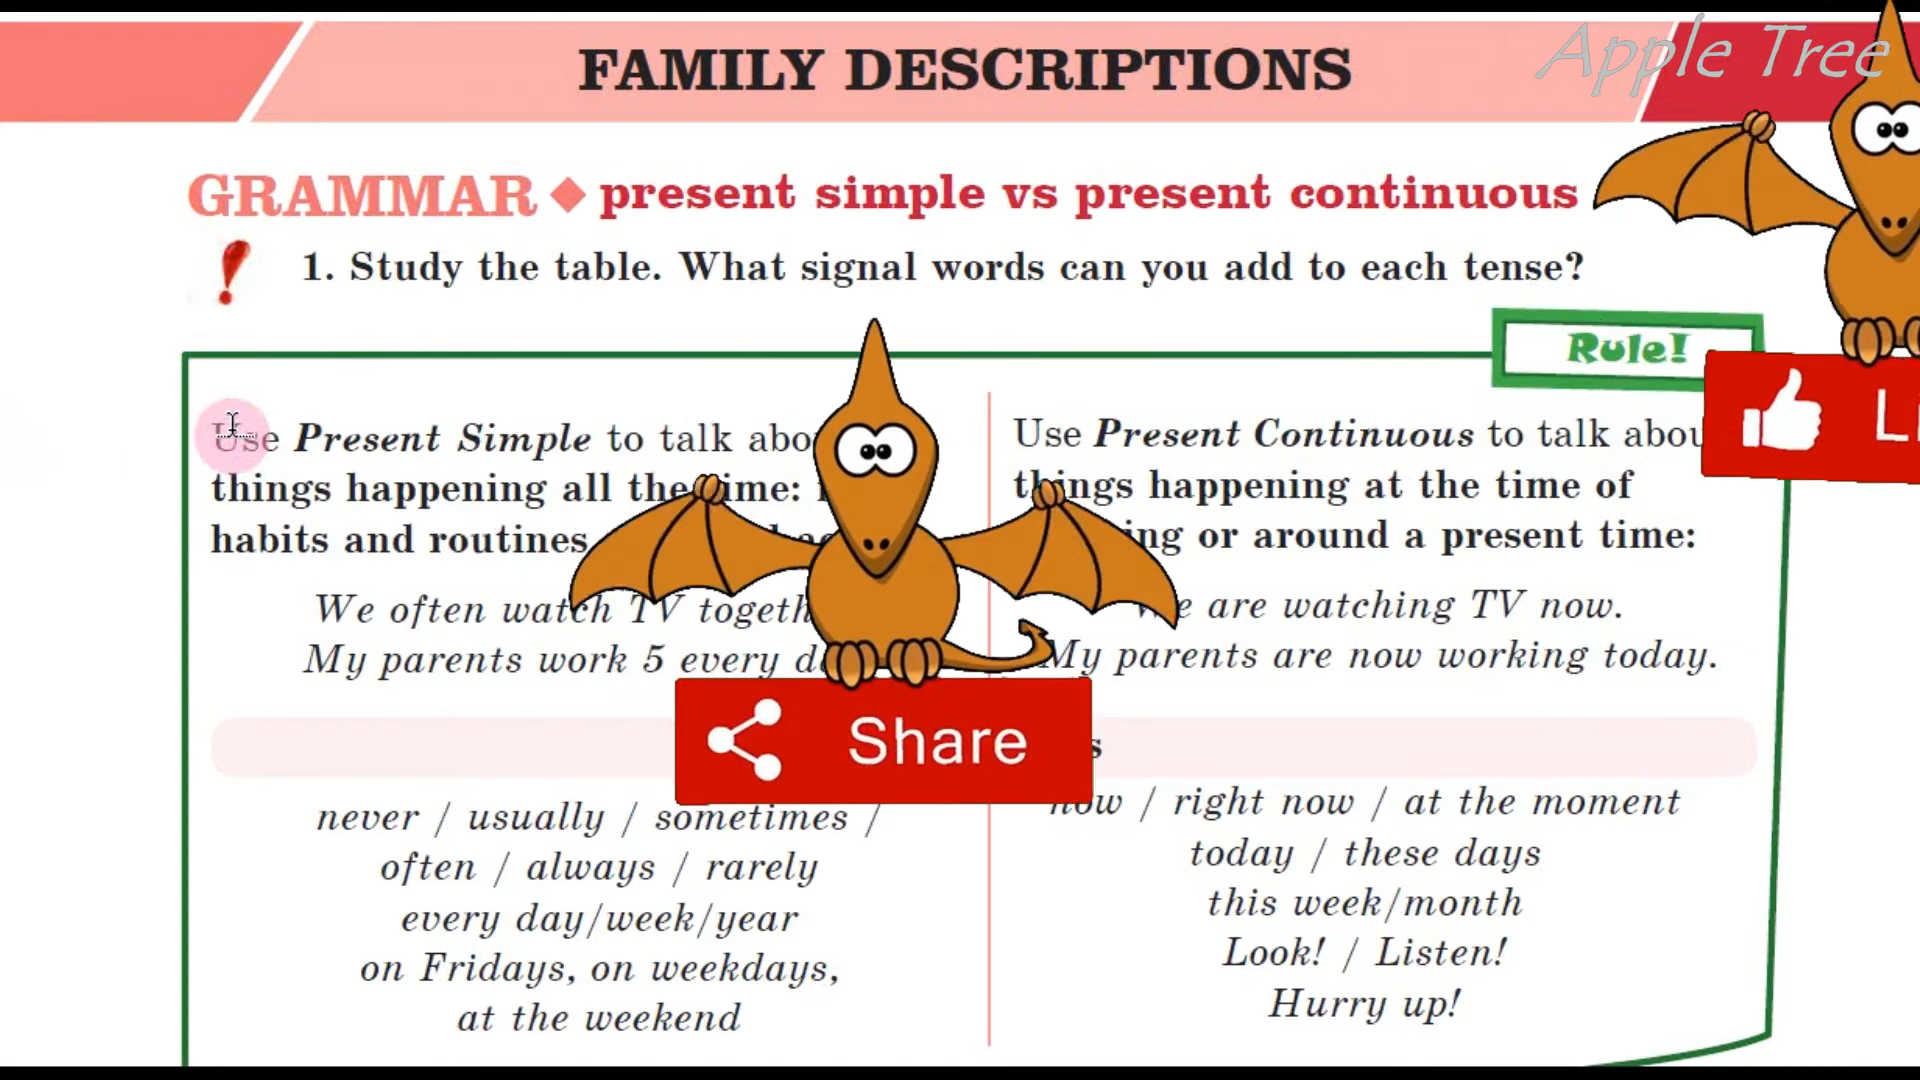 Apple Tree
FAMILY DESCRIPTIONS
GRAMMAR ◆ present simple vs present continuous
1. Study the table. What signal words can you add to each tense?
Rule!
Use Present Simple to talk
things happening all the
habits and routines
We often watch TV
My parents work 5 every
never / usually / sometimes /
often / always / rarely
every day/week/year
on Fridays, on weekdays,
at the weekend
Use Present Continuous to talk
things happening at the time of
or around a present time:
are watching TV now.
My parents are now working today.
now / right now / at the moment
today / these days
this week/month
Look! / Listen!
Hurry up!
Share